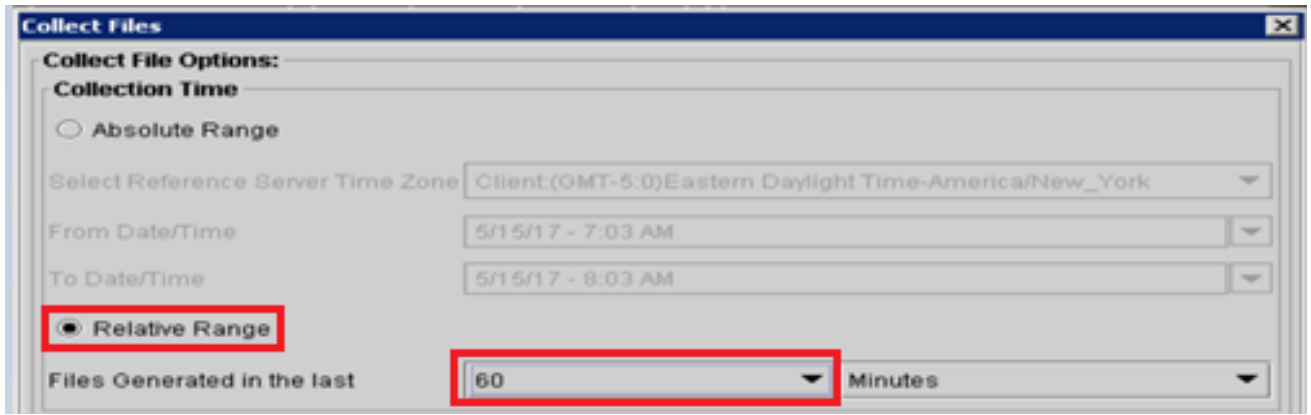 Collect Files
Collect File Options:
Collection Time
Absolute Range
Select Reference Server Time Zone Client:(GMT-5:0)Eastern Daylight Time-America/New_York
From Date/Time 5/15/17 - 7:03 AM
To Date/Time 5/15/17 - 8:03 AM
Relative Range
Files Generated in the last 60 Minutes